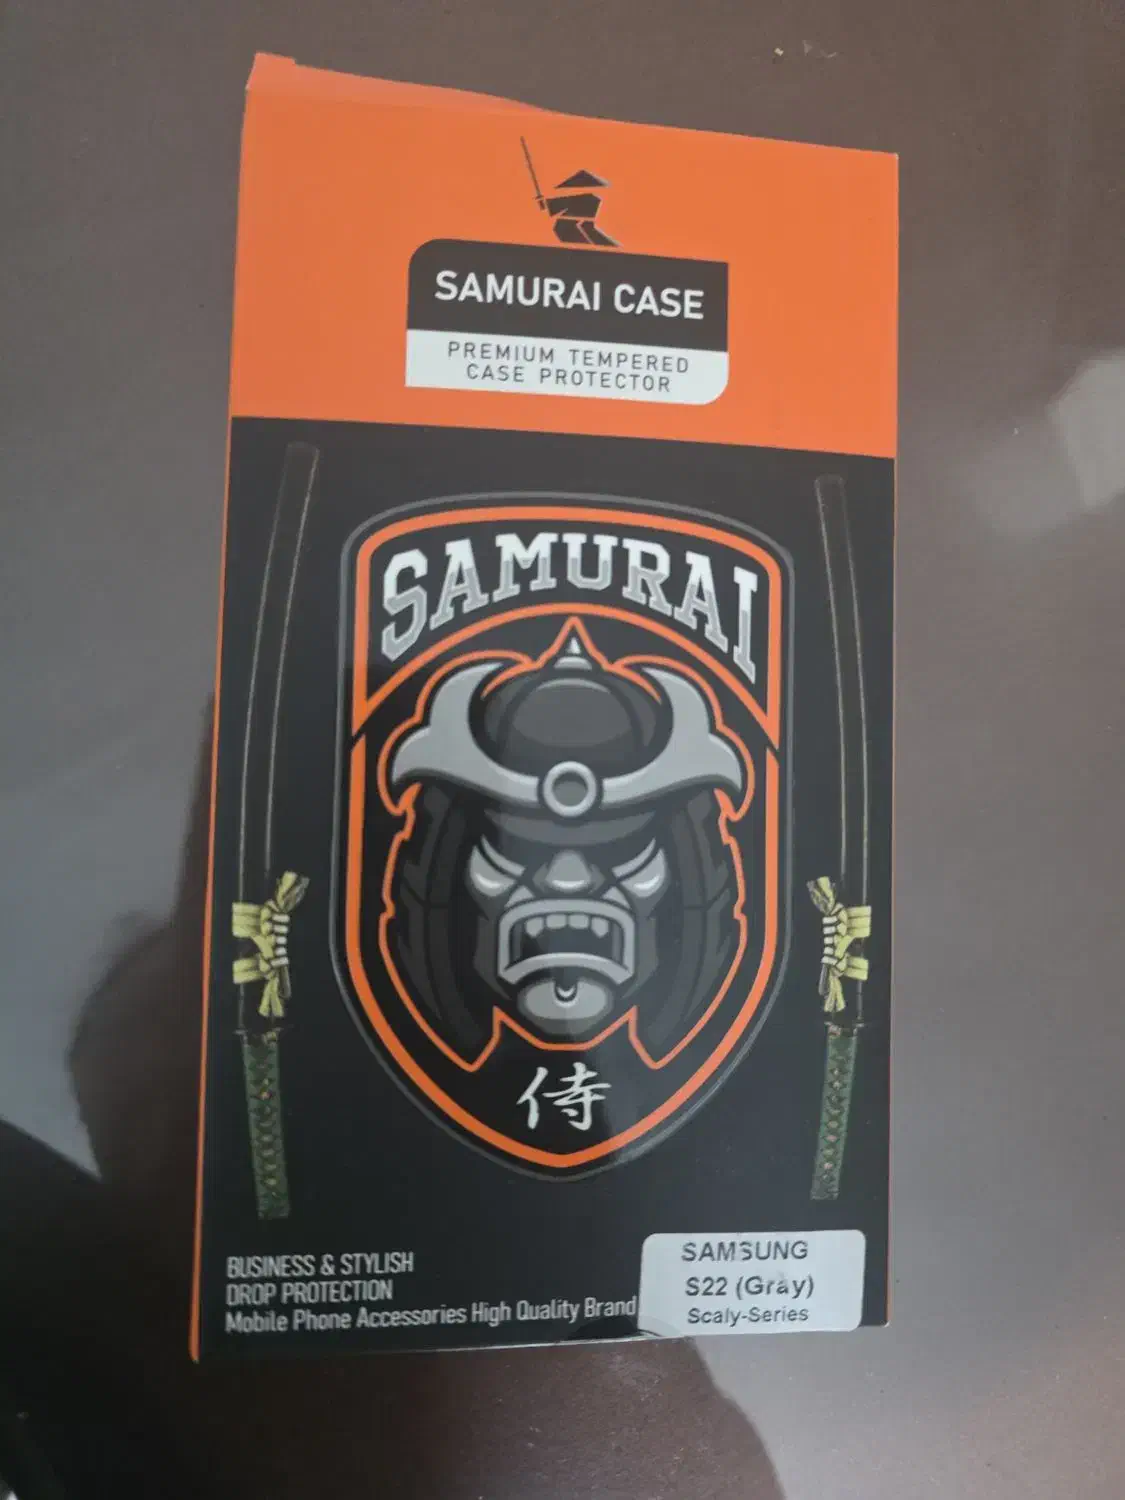 SAMURAI CASE
PREMIUM TEMPERED
CASE PROTECTOR
SAMURAI
侍
BUSINESS & STYLISH
DROP PROTECTION
Mobile Phone Accessories High Quality Brand
SAMSUNG
S22 (Gray)
Scaly-Series